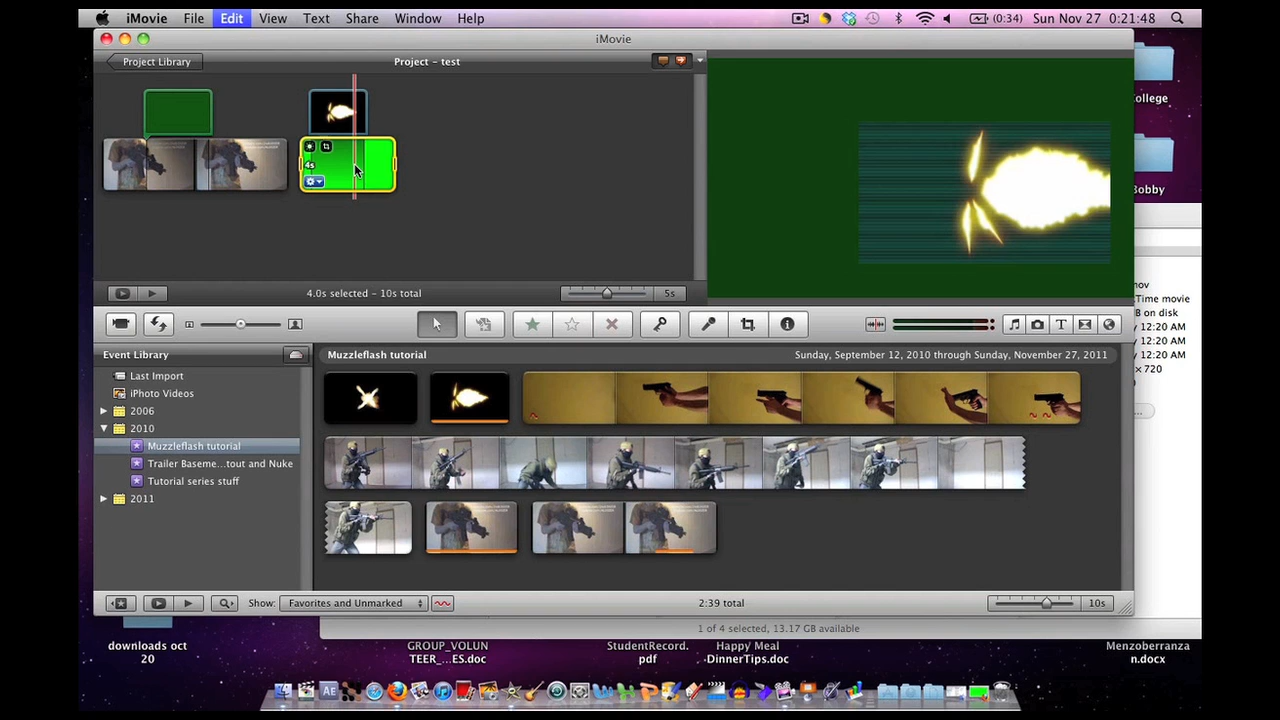 iMovie File Edit View Text Share Window Help (0:34) Sun Nov 27 0:21:48
iMovie
Project Library Project – test
ollege
4s
Bobby
4.0s selected – 10s total 5s
Event Library Muzzleflash tutorial Sunday, September 12, 2010 through Sunday, November 27, 2011
Last Import
iPhoto Videos
2006
2010
Muzzleflash tutorial
Trailer Baseme...tout and Nuke
Tutorial series stuff
2011
nov
Time movie
B on disk
12:20 AM
12:20 AM
12:20 AM
× 720
Show: Favorites and Unmarked 2:39 total 10s
1 of 4 selected, 13.17 GB available
downloads oct
20
GROUP_VOLUN
TEER_...ES.doc
StudentRecord.
pdf
Happy Meal
DinnerTips.doc
Menzoberranza
n.docx
AE